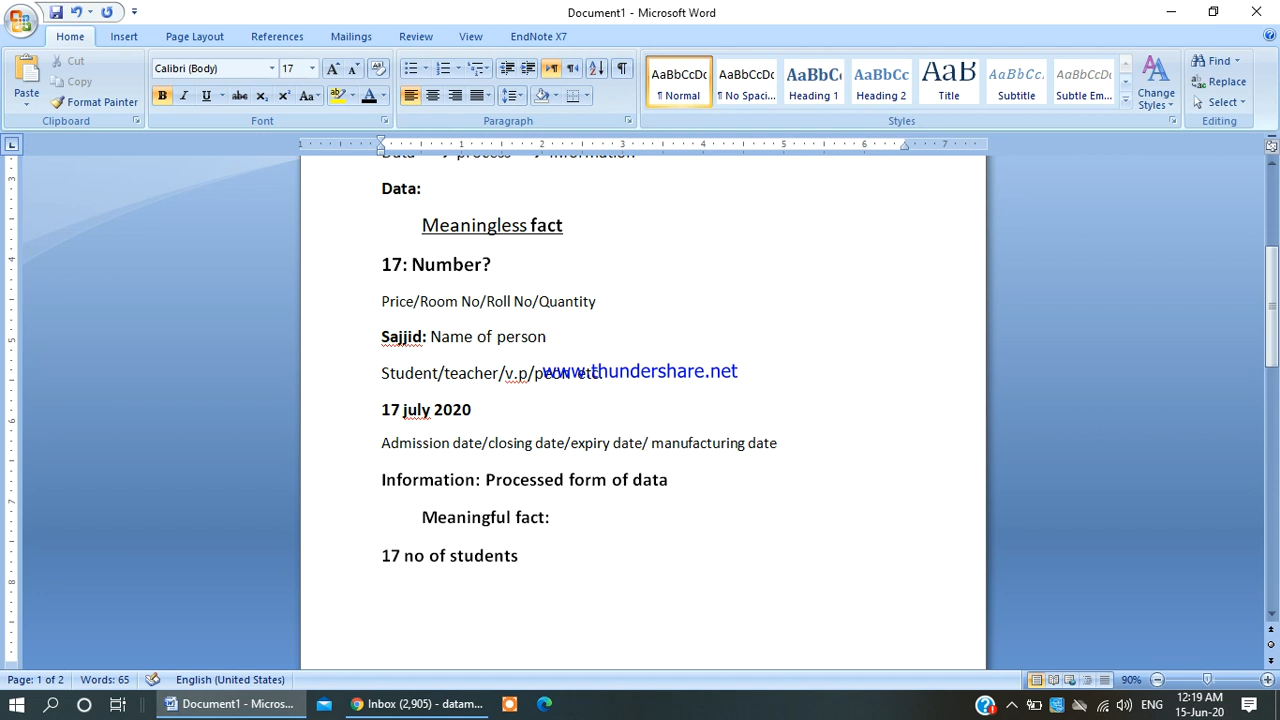 Document1 - Microsoft Word
Home Insert Page Layout References Mailings Review View EndNote X7
Paste Cut Copy Format Painter
Calibri (Body) 17
AaBbCcDc AaBbCcDc AaBbC AaBbCc AaB AaBbCc. AaBbCcDc
¶ Normal ¶ No Spaci... Heading 1 Heading 2 Title Subtitle Subtle Em...
Change Styles
Find Replace Select
Clipboard Font Paragraph Styles Editing
Data → process → information
Data:
Meaningless fact
17: Number?
Price/Room No/Roll No/Quantity
Sajjid: Name of person
Student/teacher/v.p/peon etc.
www.thundershare.net
17 july 2020
Admission date/closing date/expiry date/ manufacturing date
Information: Processed form of data
Meaningful fact:
17 no of students
Page: 1 of 2 Words: 65 English (United States) 90%
Document1 - Micros... Inbox (2,905) - datam... ENG 12:19 AM
15-Jun-20